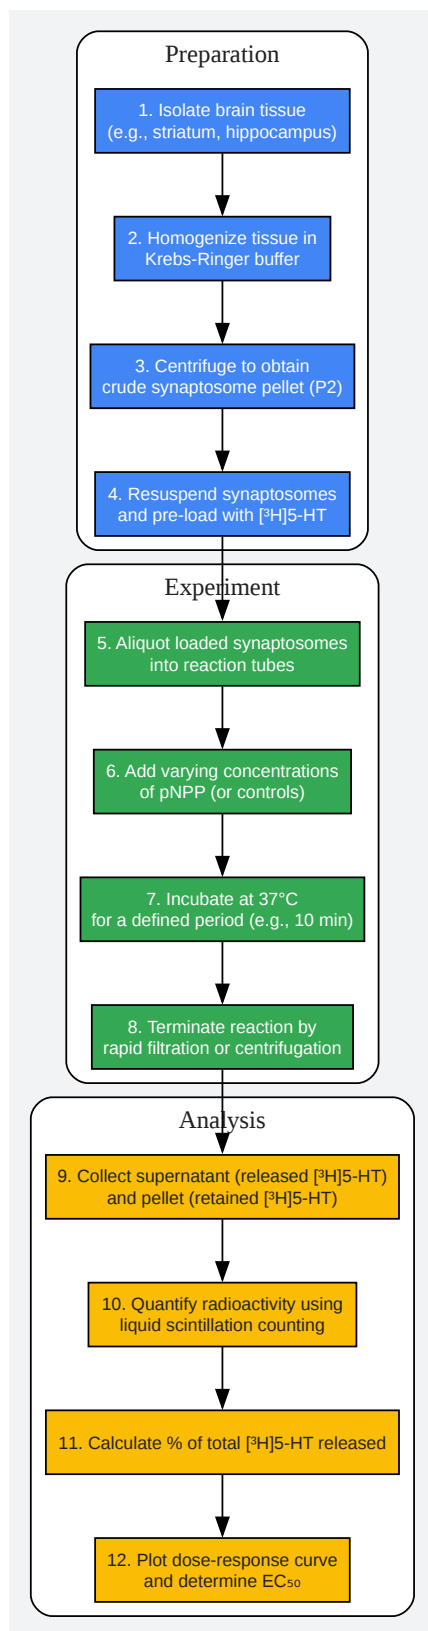 Preparation
1. Isolate brain tissue
(e.g., striatum, hippocampus)
2. Homogenize tissue in
Krebs-Ringer buffer
3. Centrifuge to obtain
crude synaptosome pellet (P2)
4. Resuspend synaptosomes
and pre-load with [³H]5-HT
Experiment
5. Aliquot loaded synaptosomes
into reaction tubes
6. Add varying concentrations
of pNPP (or controls)
7. Incubate at 37°C
for a defined period (e.g., 10 min)
8. Terminate reaction by
rapid filtration or centrifugation
Analysis
9. Collect supernatant (released [³H]5-HT)
and pellet (retained [³H]5-HT)
10. Quantify radioactivity using
liquid scintillation counting
11. Calculate % of total [³H]5-HT released
12. Plot dose-response curve
and determine EC₅₀